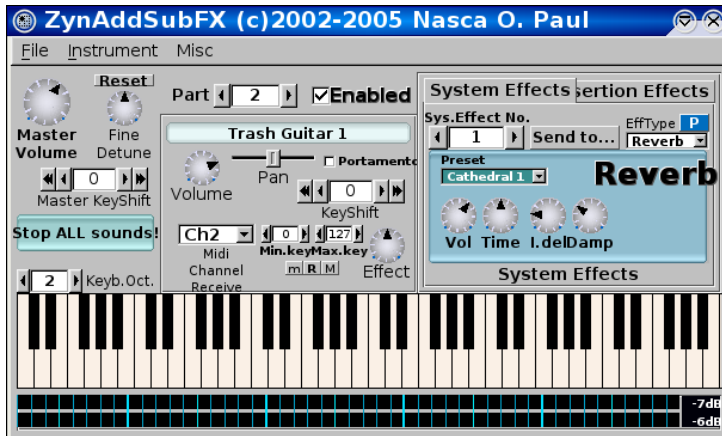 ZynAddSubFX (c)2002-2005 Nasca O. Paul
File Instrument Misc
Reset
Master Volume
Fine Detune
0
Master KeyShift
Stop ALL sounds!
2 Keyb.Oct.
Part 2 Enabled
Trash Guitar 1
Volume
Pan
Portamento
0
KeyShift
Ch2
Midi Channel Receive
0 127
Min.key Max.key
m R M
Effect
System Effects sertion Effects
Sys.Effect No.
1
Send to...
EffType P
Reverb
Preset
Cathedral 1
Reverb
Vol Time I.del Damp
System Effects
-7dB
-6dB